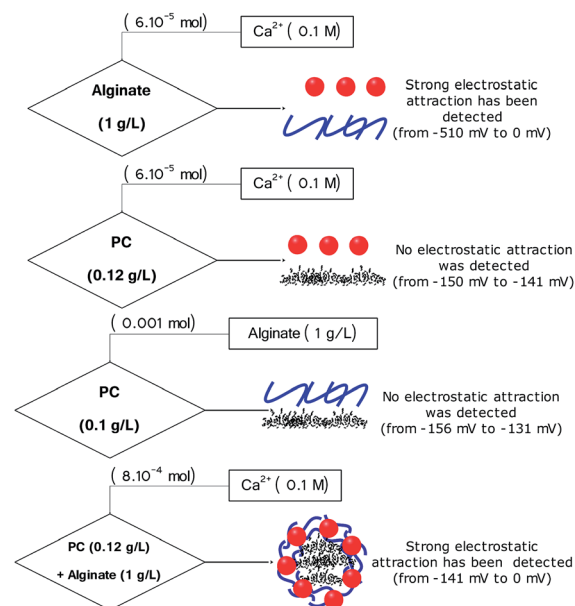 ( 6.10⁻⁵ mol)
Ca²⁺ ( 0.1 M)
Alginate
(1 g/L)
Strong electrostatic
attraction has been
detected
(from -510 mV to 0 mV)
( 6.10⁻⁵ mol)
Ca²⁺ ( 0.1 M)
PC
(0.12 g/L)
No electrostatic attraction
was detected
(from -150 mV to -141 mV)
( 0.001 mol)
Alginate ( 1 g/L)
PC
(0.1 g/L)
No electrostatic attraction
was detected
(from -156 mV to -131 mV)
( 8.10⁻⁴ mol)
Ca²⁺ ( 0.1 M)
PC (0.12 g/L)
+ Alginate (1 g/L)
Strong electrostatic
attraction has been detected
(from -141 mV to 0 mV)